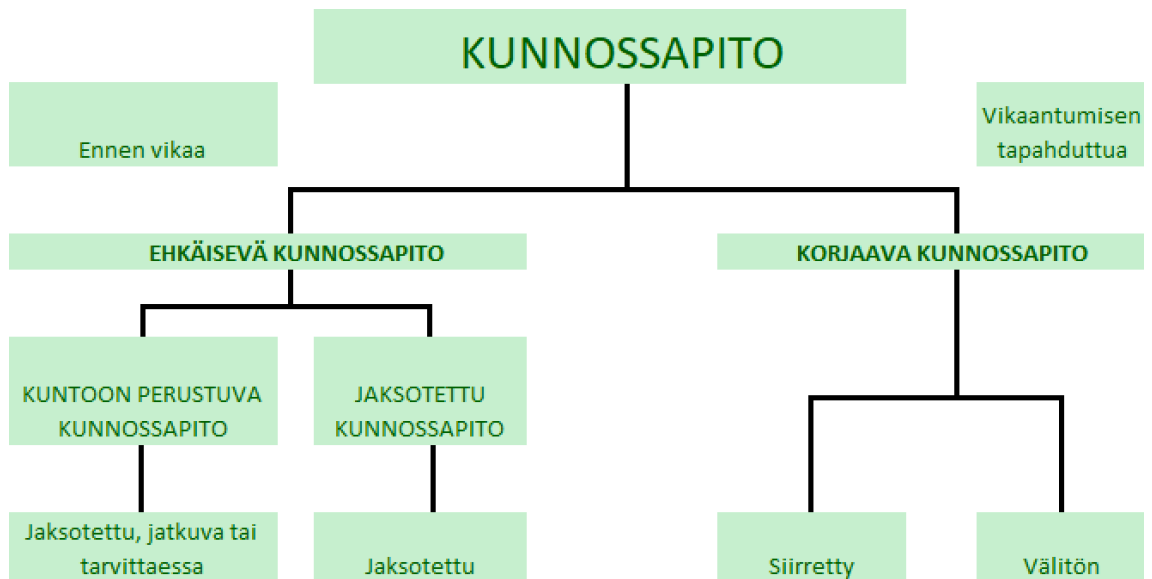 KUNNOSSAPITO
Ennen vikaa
Vikaantumisen
tapahduttua
EHKÄISEVÄ KUNNOSSAPITO
KORJAAVA KUNNOSSAPITO
KUNTOON PERUSTUVA
KUNNOSSAPITO
JAKSOTETTU
KUNNOSSAPITO
Jaksotettu, jatkuva tai
tarvittaessa
Jaksotettu
Siirretty
Välitön